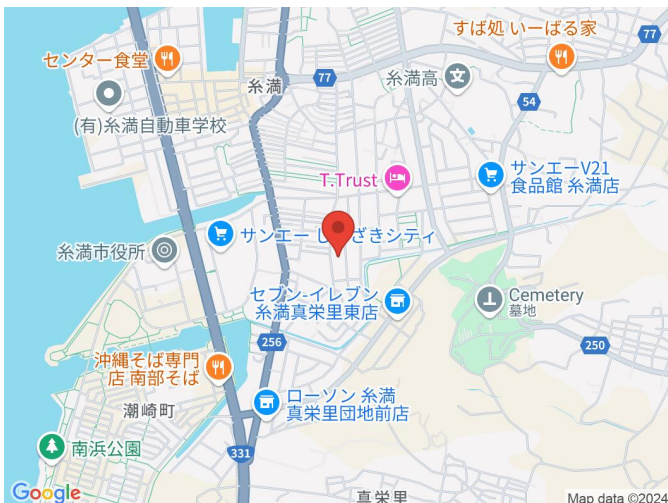 すば処 いーばる家
77
センター食堂
77
糸満
糸満高
54
(有)糸満自動車学校
T.Trust
サンエーV21
食品館 糸満店
サンエー し
ざきシティ
糸満市役所
セブン-イレブン
糸満真栄里東店
Cemetery
墓地
256
250
沖縄そば専門
店 南部そば
潮崎町
ローソン 糸満
真栄里団地前店
南浜公園
331
真栄里
Google
Map data ©2024